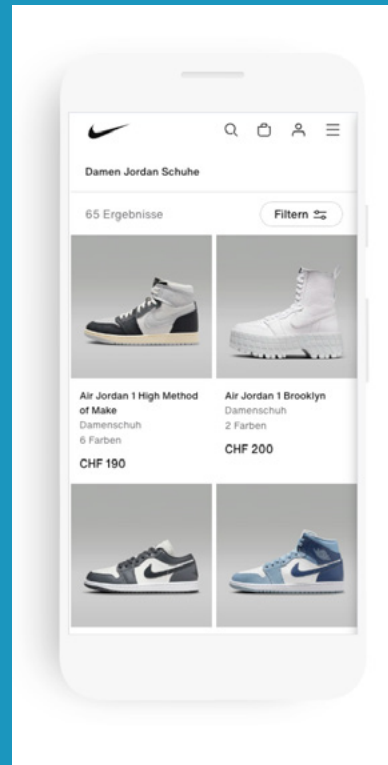 Damen Jordan Schuhe
65 Ergebnisse
Filtern
Air Jordan 1 High Method
of Make
Damenschuh
6 Farben
CHF 190
Air Jordan 1 Brooklyn
Damenschuh
2 Farben
CHF 200